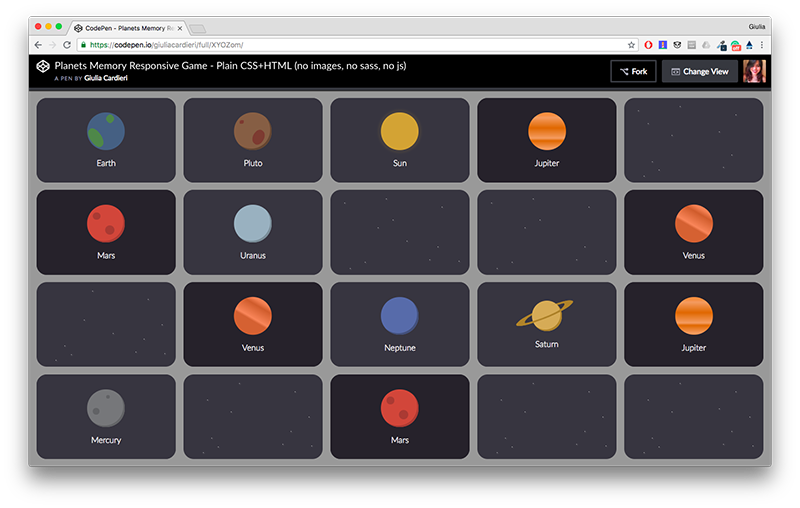 CodePen - Planets Memory Re
Giulia
https://codepen.io/giuliacardieri/full/XYOZom/
Planets Memory Responsive Game - Plain CSS+HTML (no images, no sass, no js)
A PEN BY Giulia Cardieri
Fork
Change View
Earth
Pluto
Sun
Jupiter
Mars
Uranus
Venus
Venus
Neptune
Saturn
Jupiter
Mercury
Mars